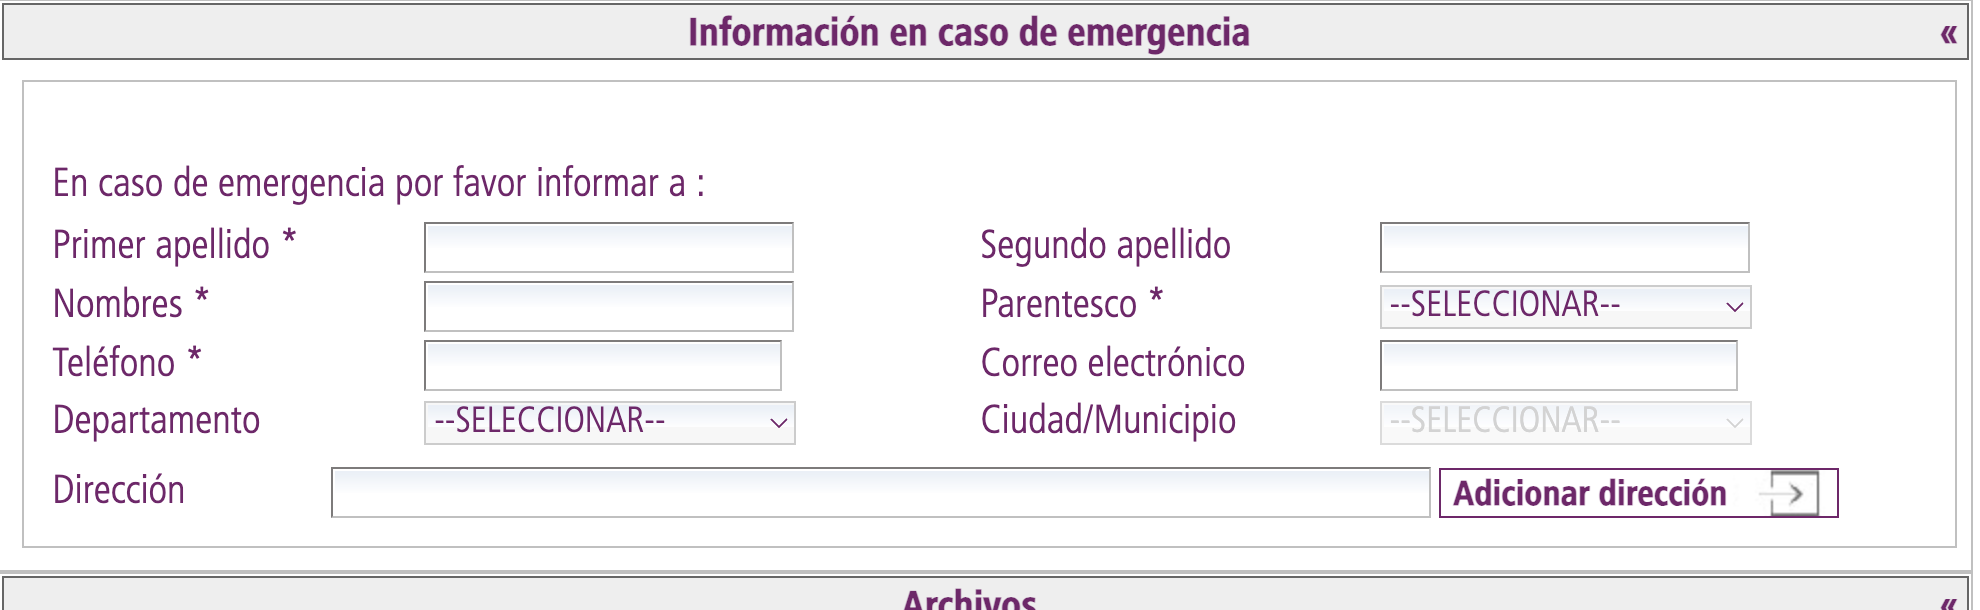 Información en caso de emergencia «
En caso de emergencia por favor informar a :
Primer apellido * Segundo apellido
Nombres * Parentesco * --SELECCIONAR--
Teléfono * Correo electrónico
Departamento --SELECCIONAR-- Ciudad/Municipio --SELECCIONAR--
Dirección Adicionar dirección
Archivos «